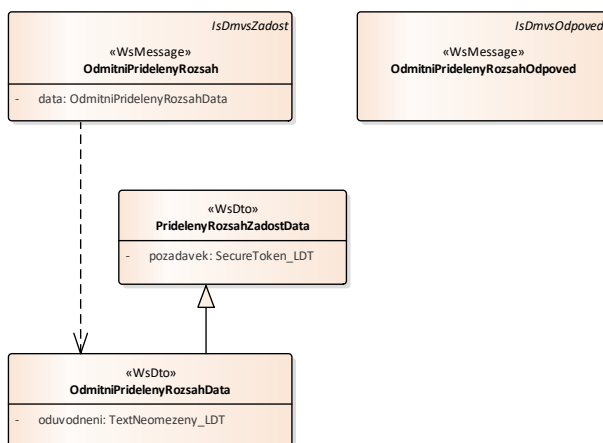 IsDmvsZadost
«WsMessage»
OdmitniPridelenyRozsah
- data: OdmitniPridelenyRozsahData
IsDmvsOdpoved
«WsMessage»
OdmitniPridelenyRozsahOdpoved
«WsDto»
PridelenyRozsahZadostData
- pozadavek: SecureToken_LDT
«WsDto»
OdmitniPridelenyRozsahData
- oduvodneni: TextNeomezeny_LDT